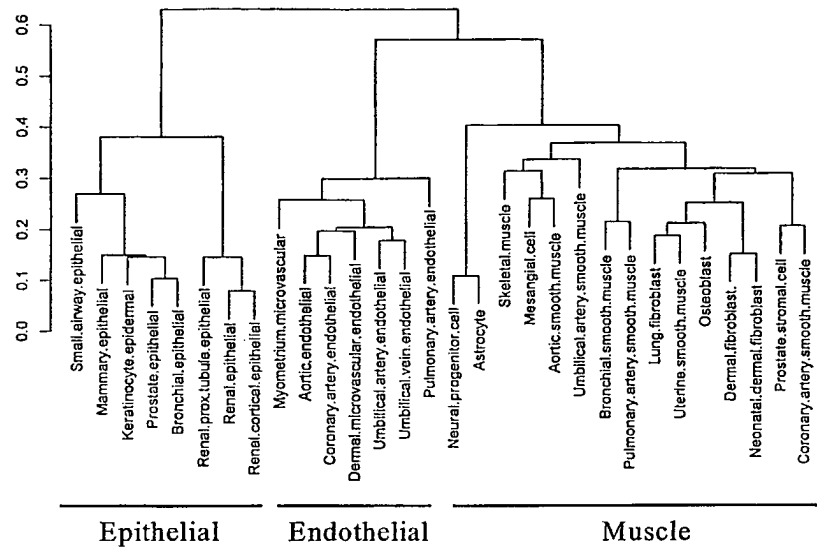 0.6
0.5
0.4
0.3
0.2
0.1
0.0
Small.airway.epithelial
Mammary.epithelial
Keratinocyte.epidermal
Prostate.epithelial
Bronchial.epithelial
Renal.prox.tubule.epithelial
Renal.epithelial
Renal.cortical.epithelial
Myometrium.microvascular
Aortic.endothelial
Coronary.artery.endothelial
Dermal.microvascular.endothelial
Umbilical.artery.endothelial
Umbilical.vein.endothelial
Pulmonary.artery.endothelial
Neural.progenitor.cell
Astrocyte
Skeletal.muscle
Mesangial.cell
Aortic.smooth.muscle
Umbilical.artery.smooth.muscle
Bronchial.smooth.muscle
Pulmonary.artery.smooth.muscle
Lung.fibroblast
Uterine.smooth.muscle
Osteoblast
Dermal.fibroblast.
Neonatal.dermal.fibroblast
Prostate.stromal.cell
Coronary.artery.smooth.muscle
Epithelial
Endothelial
Muscle